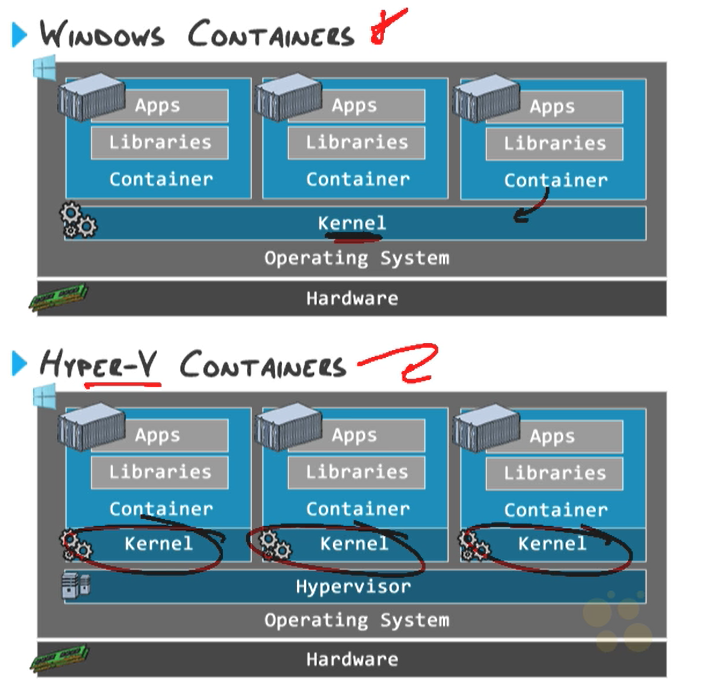 WINDOWS CONTAINERS
Apps Apps Apps
Libraries Libraries Libraries
Container Container Container
Kernel
Operating System
Hardware
HYPER-V CONTAINERS
Apps Apps Apps
Libraries Libraries Libraries
Container Container Container
Kernel Kernel Kernel
Hypervisor
Operating System
Hardware